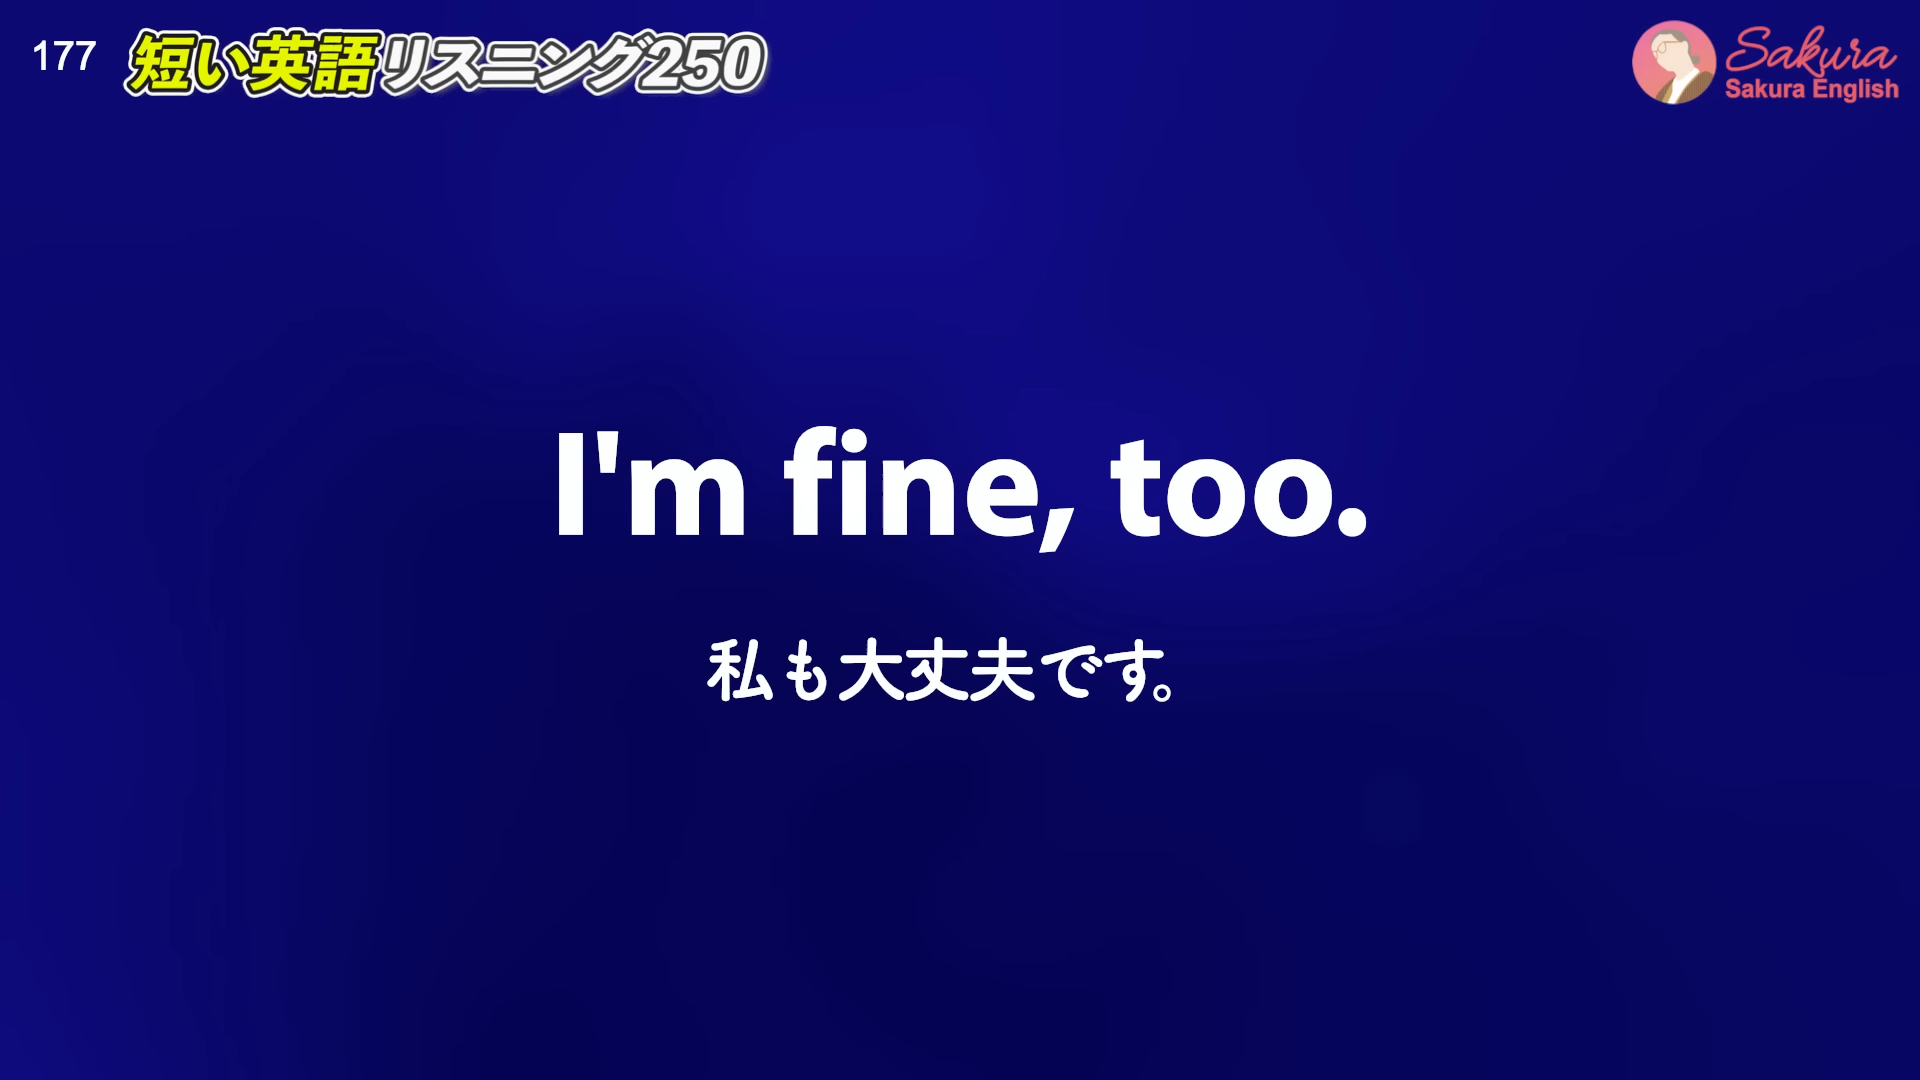 177 短い英語リスニング250
Sakura
Sakura English
I'm fine, too.
私も大丈夫です。